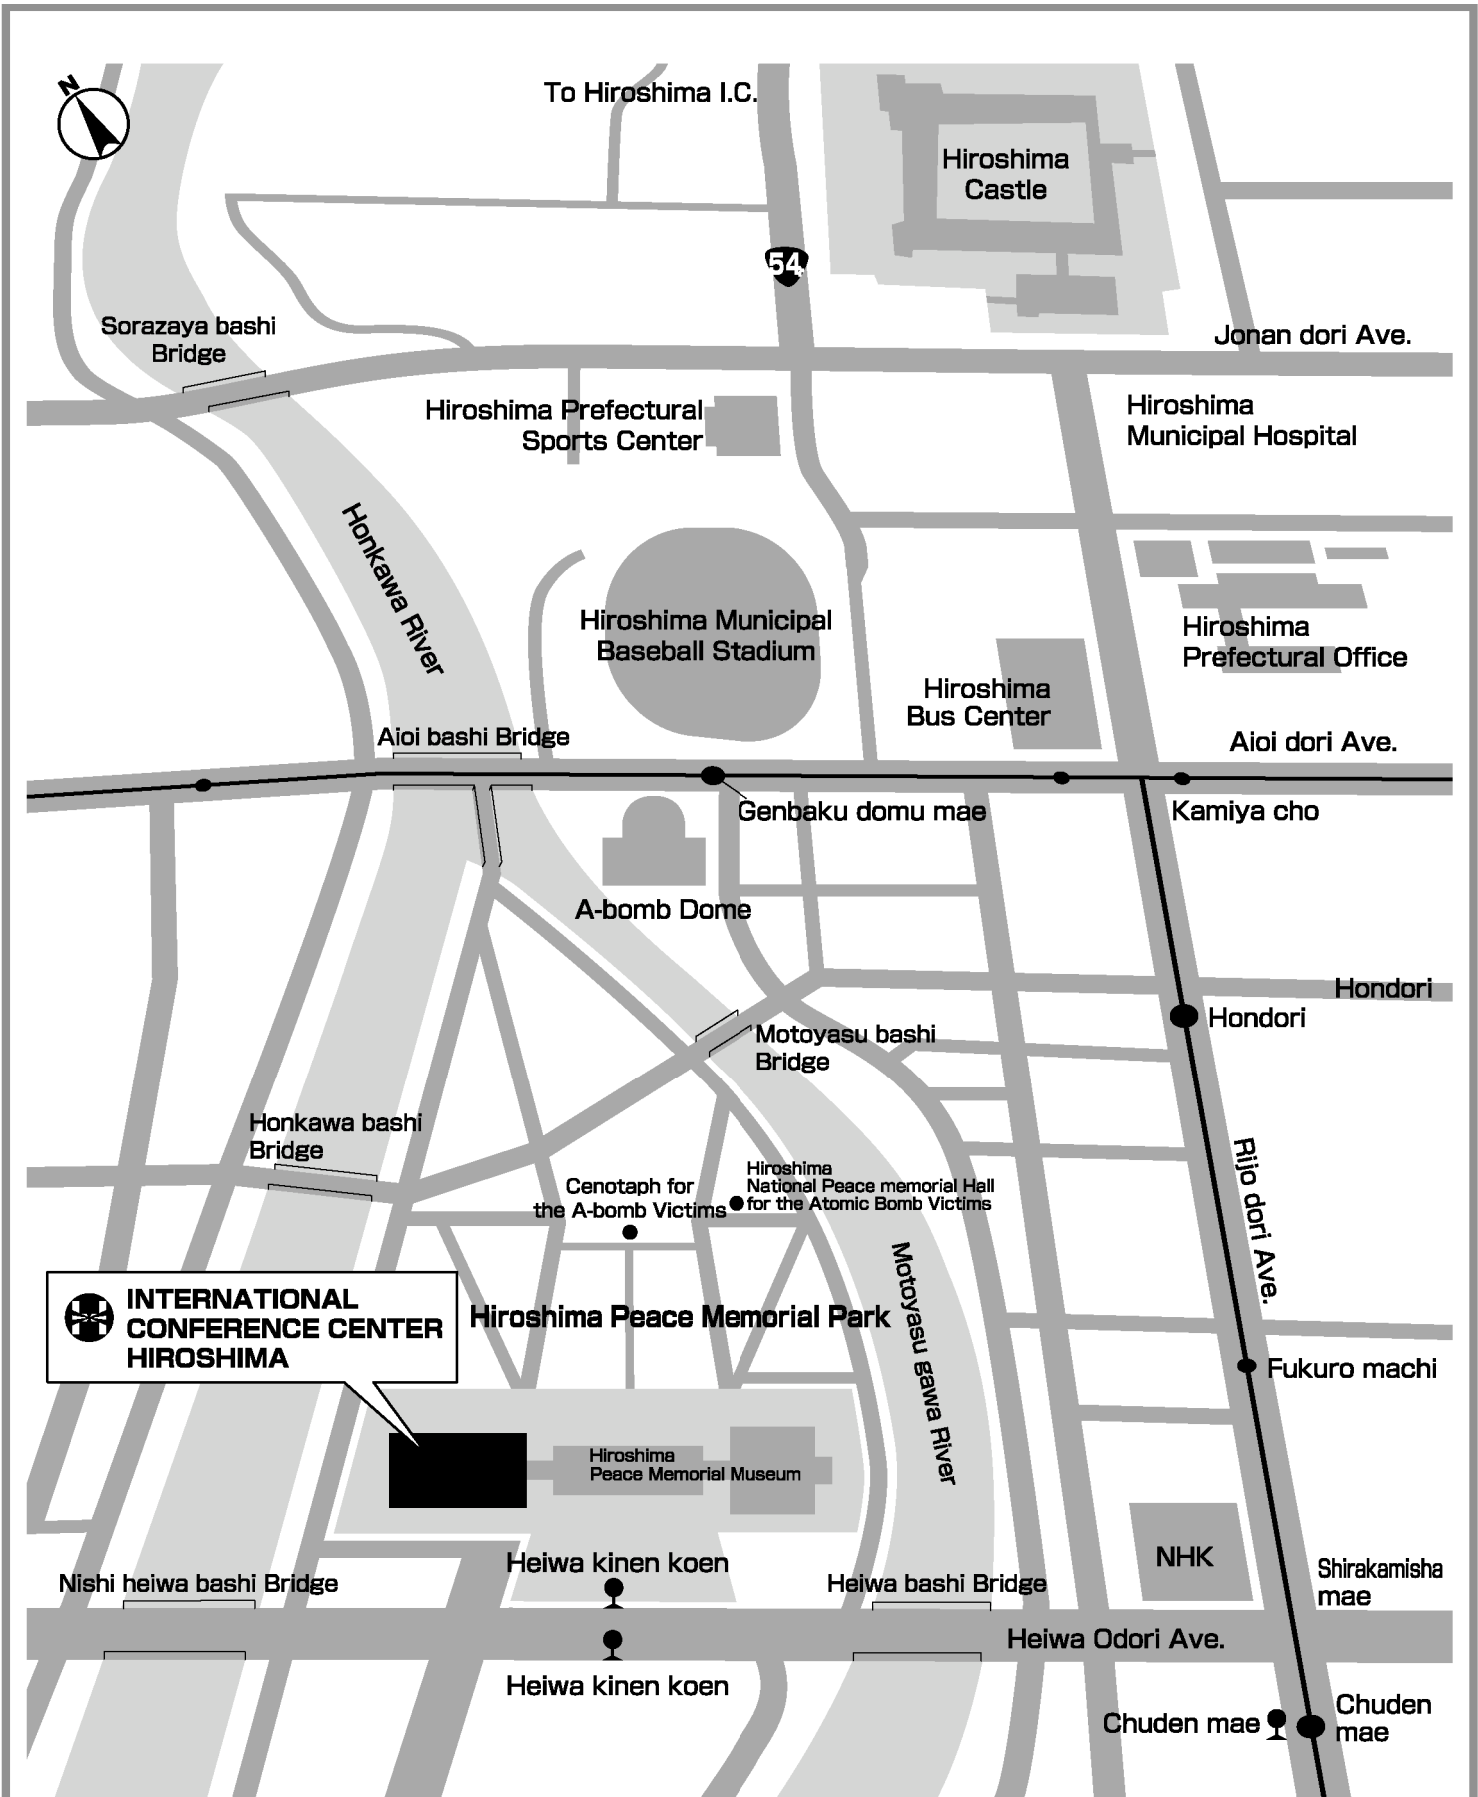 N
To Hiroshima I.C.
Hiroshima
Castle
54
Sorazaya bashi
Bridge
Jonan dori Ave.
Hiroshima Prefectural
Sports Center
Hiroshima
Municipal Hospital
Honkawa River
Hiroshima Municipal
Baseball Stadium
Hiroshima
Prefectural Office
Hiroshima
Bus Center
Aioi bashi Bridge
Aioi dori Ave.
Genbaku domu mae
Kamiya cho
A-bomb Dome
Hondori
Hondori
Motoyasu bashi
Bridge
Honkawa bashi
Bridge
Rijo dori Ave.
Cenotaph for
the A-bomb Victims
Hiroshima
National Peace memorial Hall
for the Atomic Bomb Victims
Motoyasu gawa River
INTERNATIONAL
CONFERENCE CENTER
HIROSHIMA
Hiroshima Peace Memorial Park
Fukuro machi
Hiroshima
Peace Memorial Museum
NHK
Heiwa kinen koen
Nishi heiwa bashi Bridge
Heiwa bashi Bridge
Shirakamisha
mae
Heiwa Odori Ave.
Heiwa kinen koen
Chuden mae
Chuden
mae